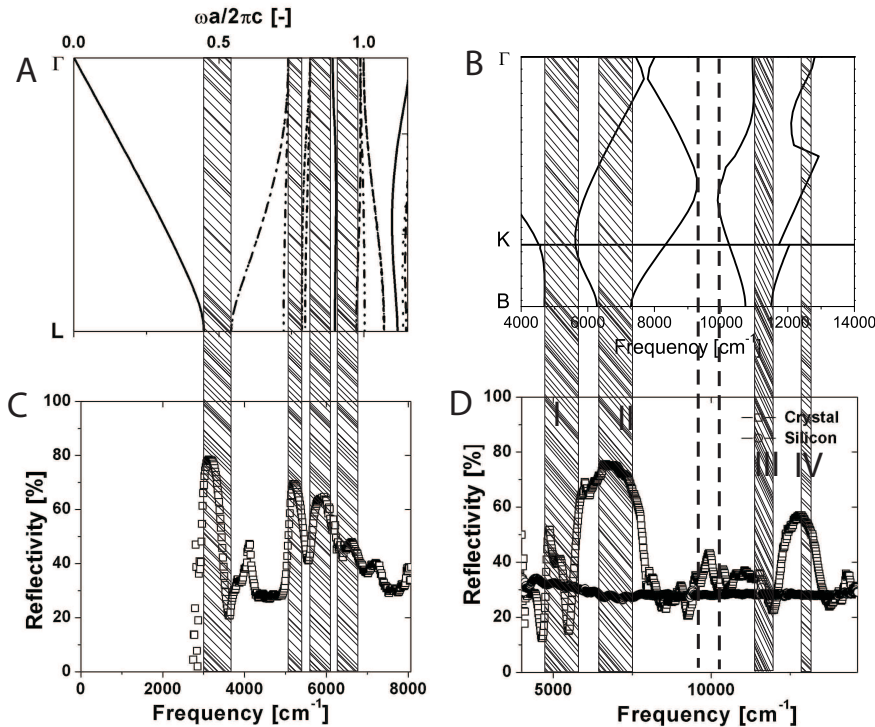 ωa/2πc [-]
0.0 0.5 1.0
A
Γ
L
B
Γ
K
B
4000 6000 8000 10000 12000 14000
Frequency [cm⁻¹]
C
100
80
60
40
20
0
Reflectivity [%]
0 2000 4000 6000 8000
Frequency [cm⁻¹]
D
I II III IV
Crystal
Silicon
100
80
60
40
20
0
Reflectivity [%]
5000 10000
Frequency [cm⁻¹]